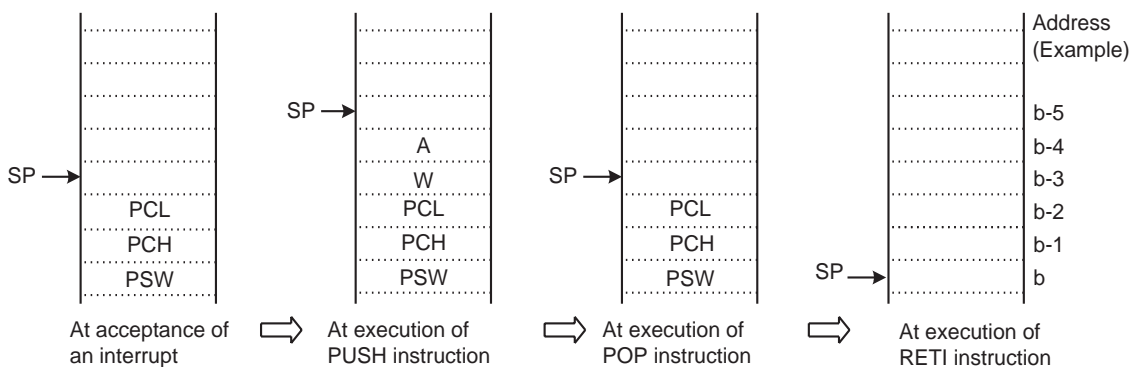 Address
(Example)
SP
b-5
A
b-4
SP
W
SP
b-3
PCL
PCL
PCL
b-2
PCH
PCH
PCH
b-1
PSW
PSW
PSW
SP
b
At acceptance of
an interrupt
At execution of
PUSH instruction
At execution of
POP instruction
At execution of
RETI instruction